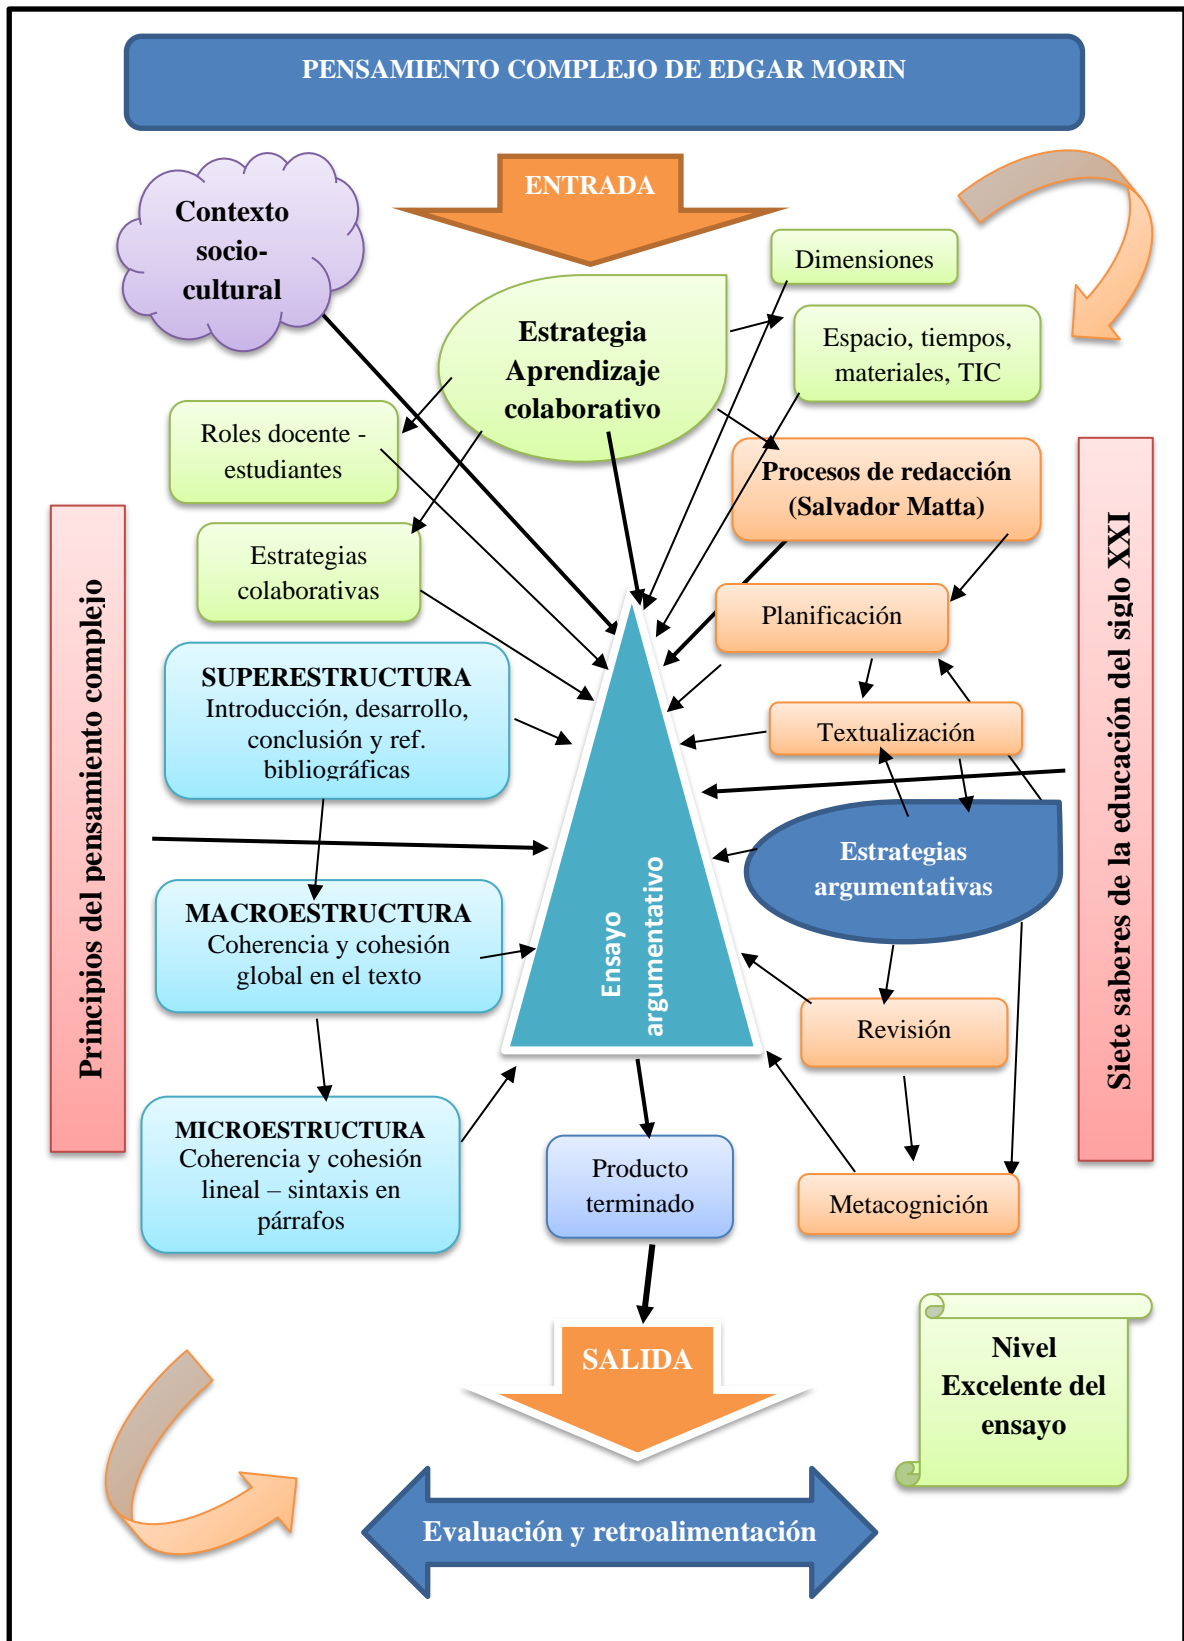 PENSAMIENTO COMPLEJO DE EDGAR MORIN
ENTRADA
Contexto
socio-
cultural
Dimensiones
Estrategia
Aprendizaje
colaborativo
Espacio, tiempos,
materiales, TIC
Roles docente -
estudiantes
Procesos de redacción
(Salvador Matta)
Estrategias
colaborativas
Planificación
Principios del pensamiento complejo
Siete saberes de la educación del siglo XXI
SUPERESTRUCTURA
Introducción, desarrollo,
conclusión y ref.
bibliográficas
Textualización
Estrategias
argumentativas
Ensayo
argumentativo
MACROESTRUCTURA
Coherencia y cohesión
global en el texto
Revisión
MICROESTRUCTURA
Coherencia y cohesión
lineal – sintaxis en
párrafos
Producto
terminado
Metacognición
SALIDA
Nivel
Excelente del
ensayo
Evaluación y retroalimentación